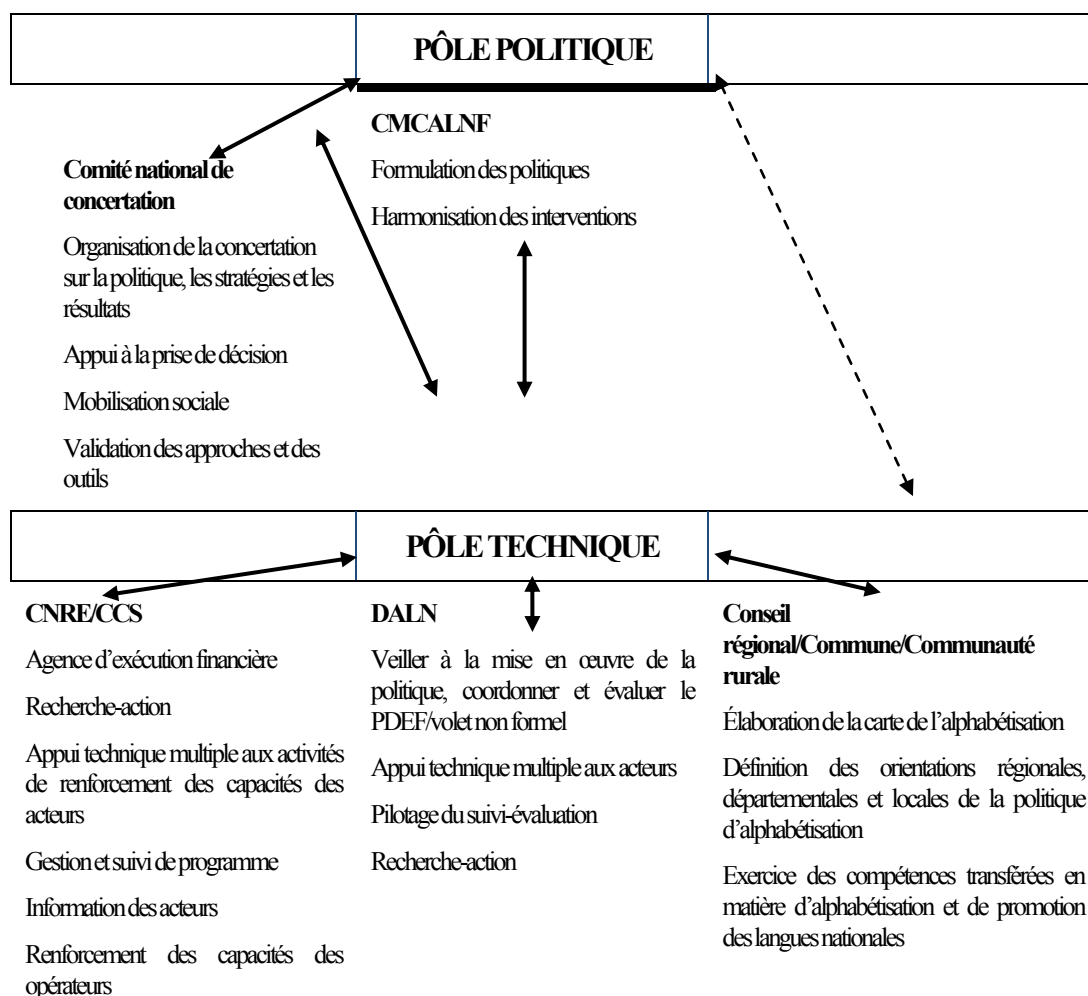 PÔLE POLITIQUE
CMCALNF
Formulation des politiques
Harmonisation des interventions
Comité national de
concertation
Organisation de la concertation
sur la politique, les stratégies et les
résultats
Appui à la prise de décision
Mobilisation sociale
Validation des approches et des
outils
PÔLE TECHNIQUE
CNRE/CCS
Agence d'exécution financière
Recherche-action
Appui technique multiple aux activités
de renforcement des capacités des
acteurs
Gestion et suivi de programme
Information des acteurs
Renforcement des capacités des
opérateurs
DALN
Veiller à la mise en œuvre de la
politique, coordonner et évaluer le
PDEF/volet non formel
Appui technique multiple aux acteurs
Pilotage du suivi-évaluation
Recherche-action
Conseil
régional/Commune/Communauté
rurale
Élaboration de la carte de l'alphabétisation
Définition des orientations régionales,
départementales et locales de la politique
d'alphabétisation
Exercice des compétences transférées en
matière d'alphabétisation et de promotion
des langues nationales